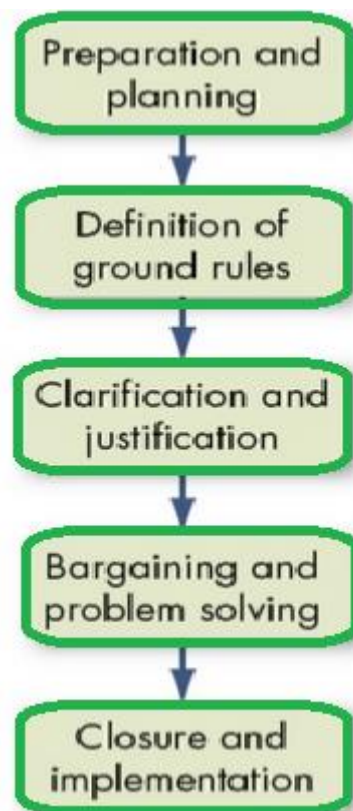 Preparation and
planning
Definition of
ground rules
Clarification and
justification
Bargaining and
problem solving
Closure and
implementation